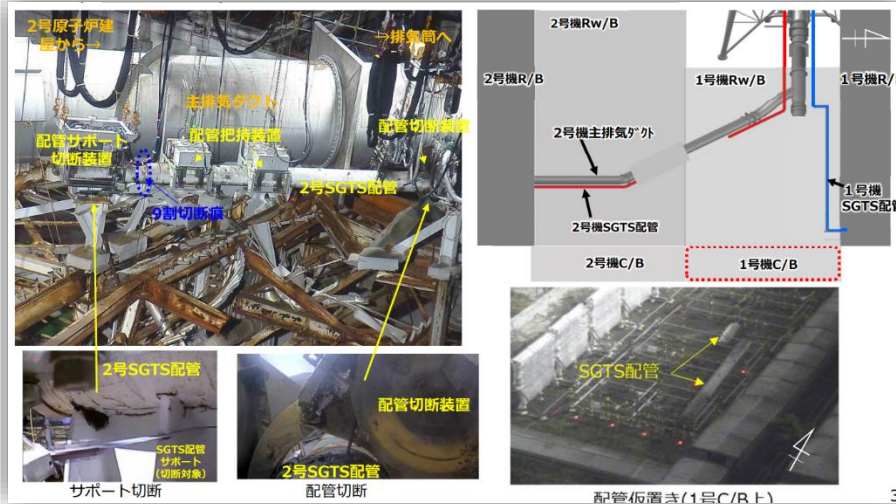 2号原子炉建
屋から→
→排気筒へ
主排気ダクト
配管切断装置
配管把持装置
配管サポート
切断装置
2号SGTS配管
9割切断痕
2号SGTS配管
SGTS配管
サポート
(切断対象)
サポート切断
配管切断装置
2号SGTS配管
配管切断
2号機Rw/B
2号機R/B
1号機Rw/B
1号機R/
2号機主排気ダクト
2号機SGTS配管
1号機
SGTS配管
2号機C/B
1号機C/B
SGTS配管
配管仮置き(1号C/B上)